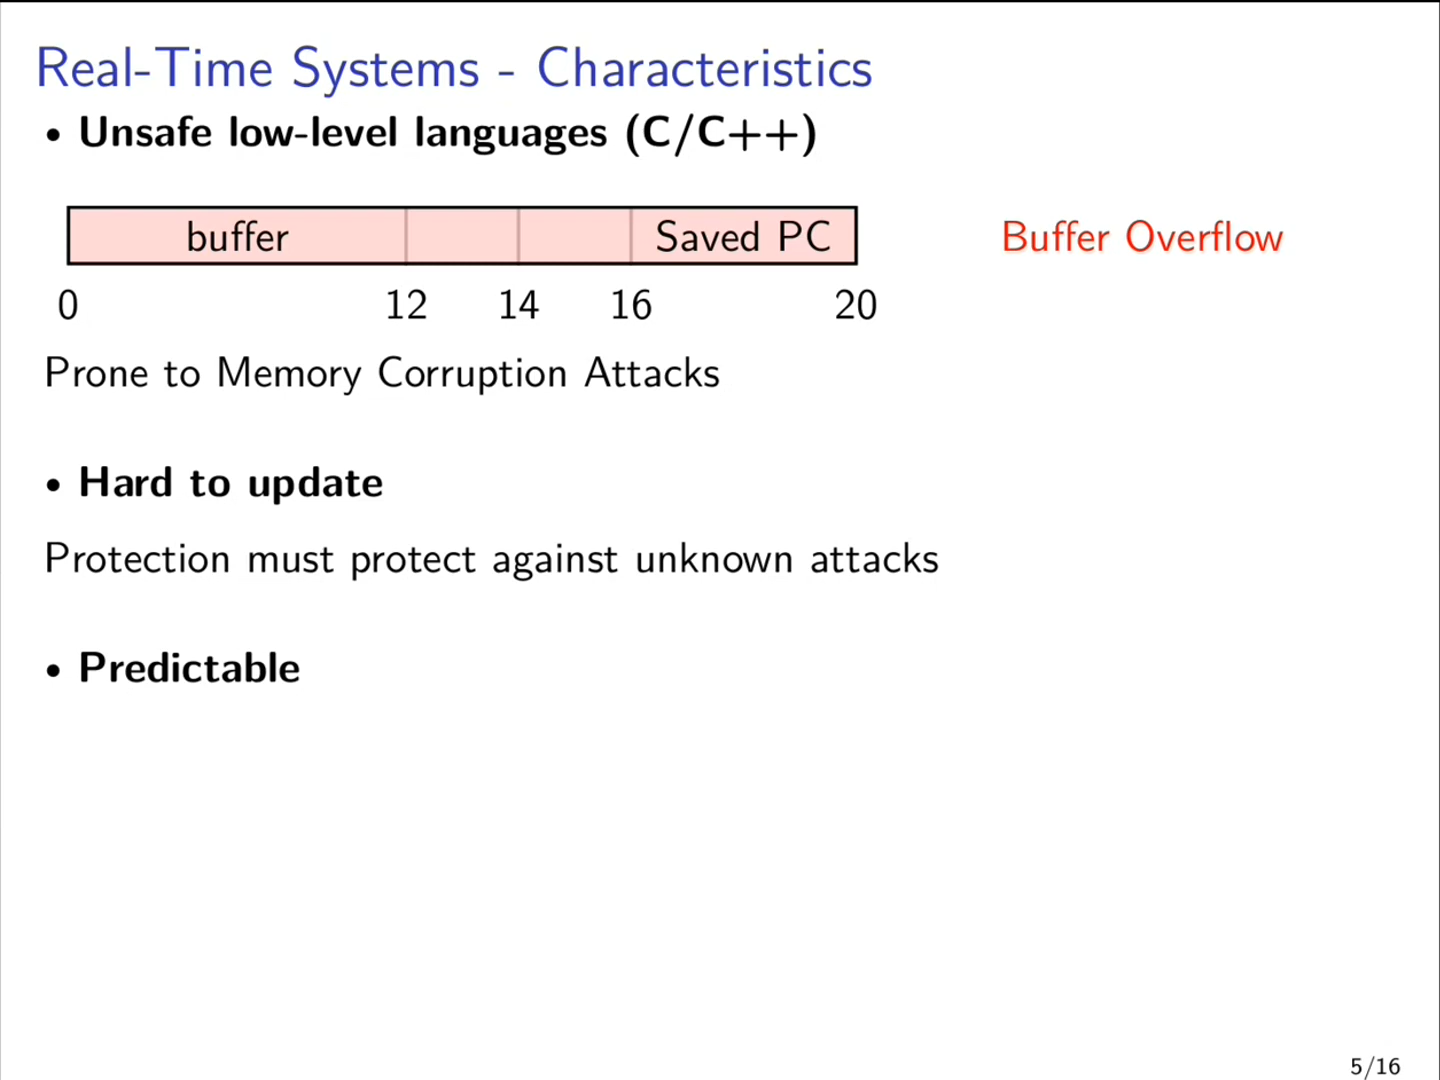 Real-Time Systems - Characteristics
• Unsafe low-level languages (C/C++)
buffer Saved PC Buffer Overflow
0 12 14 16 20
Prone to Memory Corruption Attacks
• Hard to update
Protection must protect against unknown attacks
• Predictable
5/16